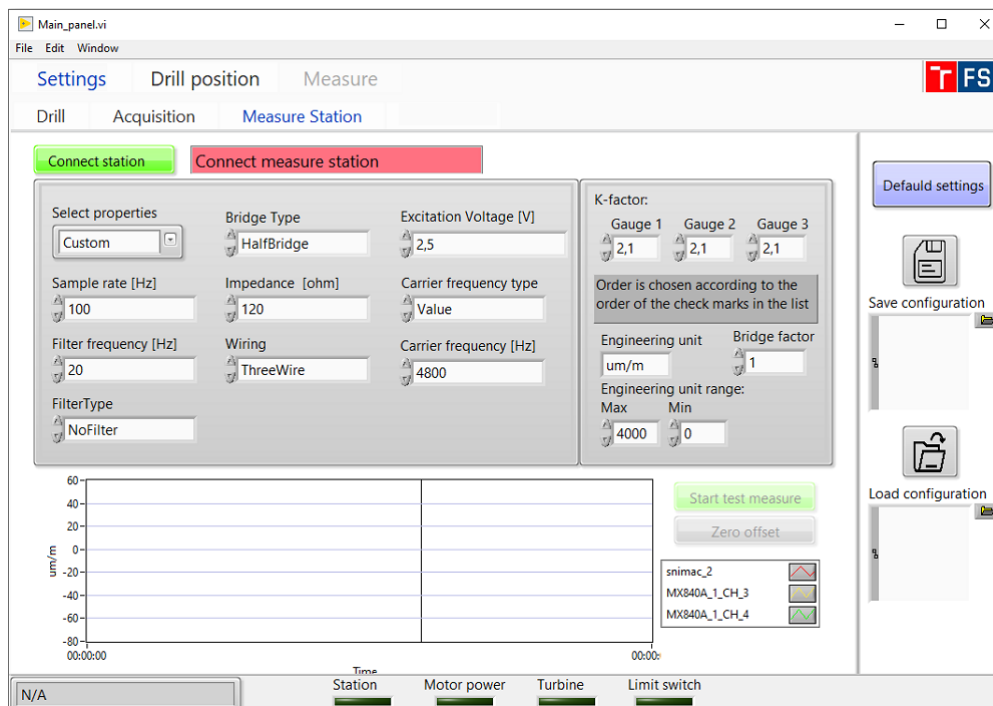 Main_panel.vi
File Edit Window
Settings Drill position Measure
T FS
Drill Acquisition Measure Station
Connect station Connect measure station
Defauld settings
Select properties
Custom
Bridge Type
HalfBridge
Excitation Voltage [V]
2,5
Sample rate [Hz]
100
Impedance [ohm]
120
Carrier frequency type
Value
Filter frequency [Hz]
20
Wiring
ThreeWire
Carrier frequency [Hz]
4800
FilterType
NoFilter
K-factor:
Gauge 1 Gauge 2 Gauge 3
2,1 2,1 2,1
Order is chosen according to the
order of the check marks in the list
Engineering unit
um/m
Bridge factor
1
Engineering unit range:
Max Min
4000 0
Save configuration
Load configuration
60
40
20
0
-20
-40
-60
-80
um/m
00:00:00 00:00:
Time
Start test measure
Zero offset
snimac_2
MX840A_1_CH_3
MX840A_1_CH_4
N/A
Station Motor power Turbine Limit switch